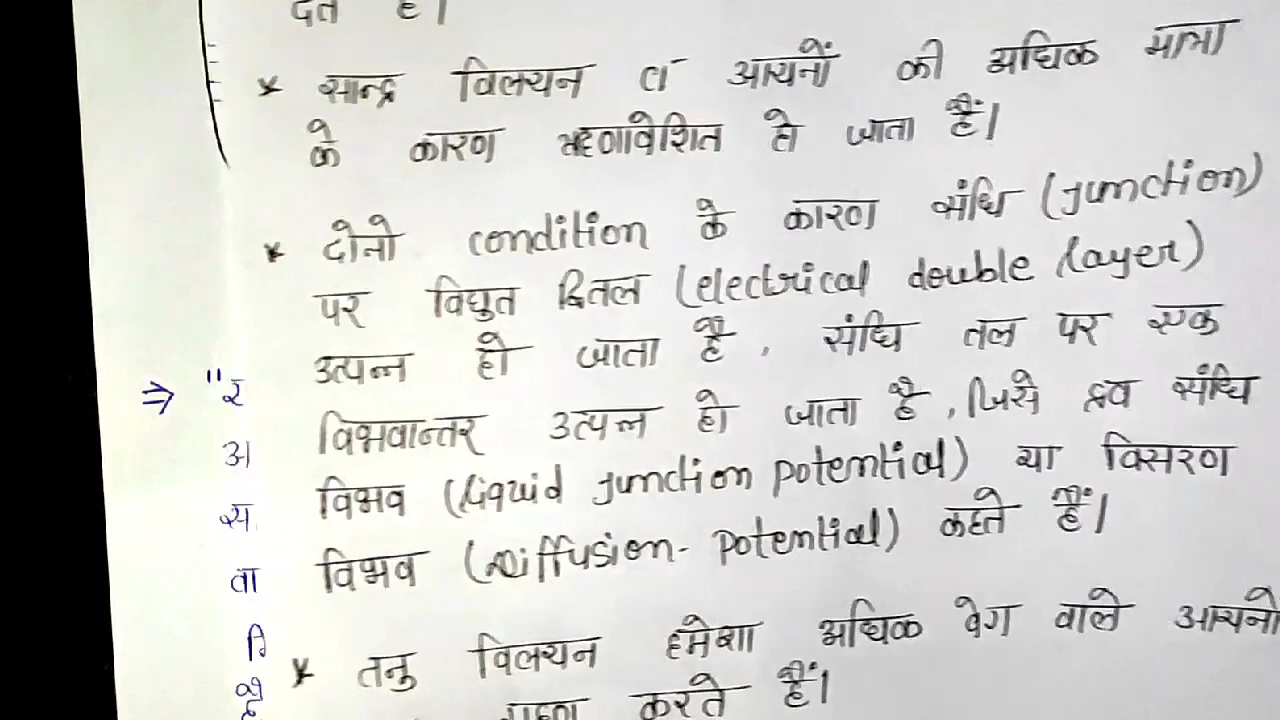 देते है।
* सान्द्र विलयन cl⁻ आयनों की अधिक मात्रा
के कारण ऋणावेशित हो जाता हैं।
* दोनो condition के कारण संधि (junction)
पर विद्युत द्वितल (electrical double layer)
उत्पन्न हो जाता है, संधि तल पर एक
विभवान्तर उत्पन्न हो जाता है, जिसे द्रव संधि
विभव (liquid junction potential) या विसरण
विभव (Diffusion-potential) कहते हैं।
* तनु विलयन हमेशा अधिक वेग वाले आयनो
ग्रहण करते हैं।
⇒ "र
अ
स
ता